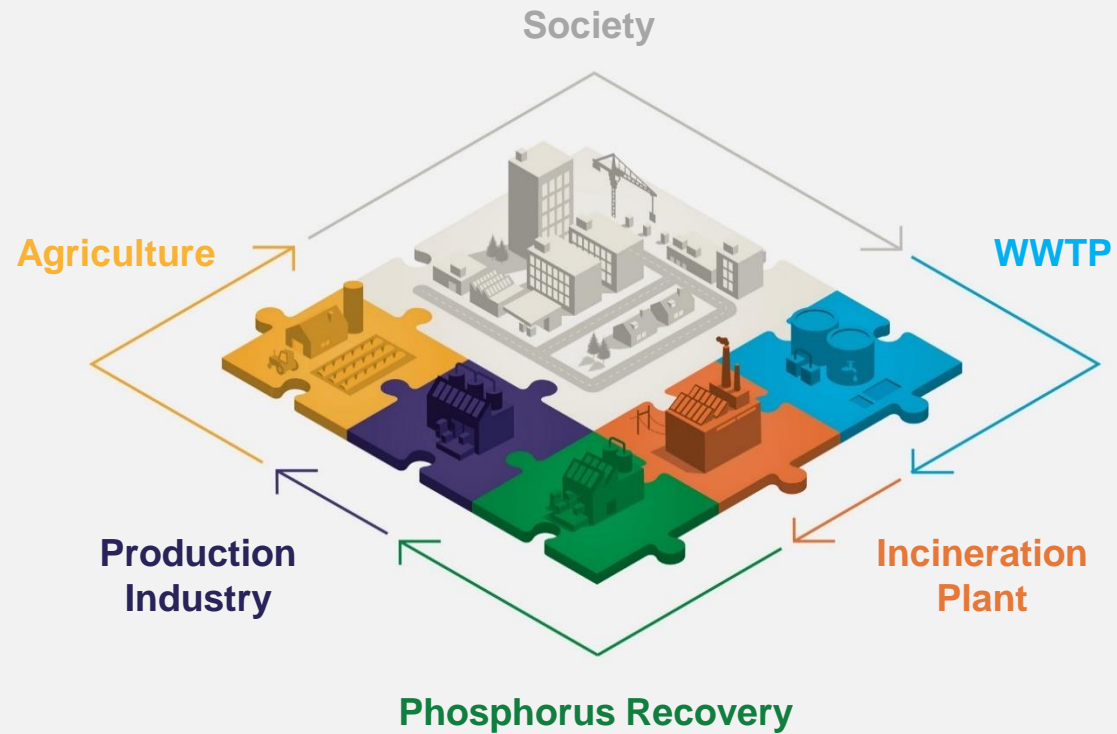 Society
Agriculture
WWTP
Production
Industry
Incineration
Plant
Phosphorus Recovery